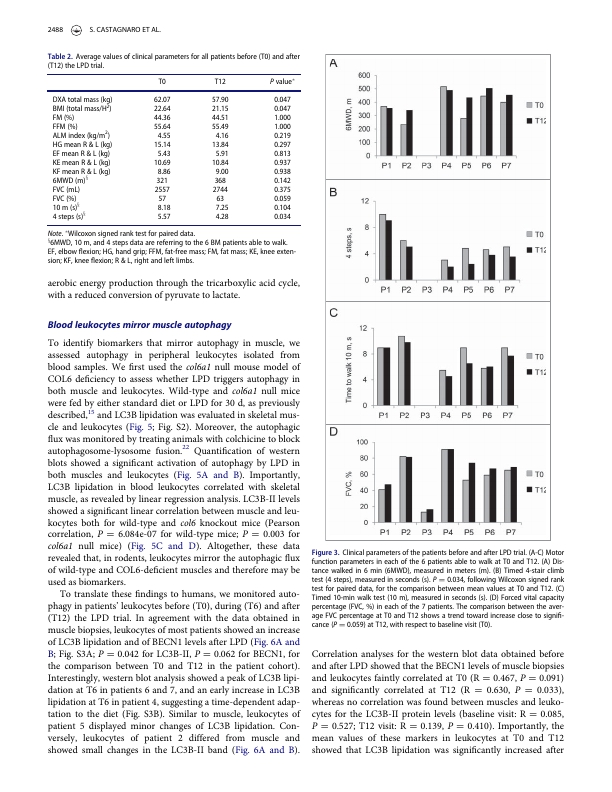 2488 S. CASTAGNARO ET AL.
Table 2. Average values of clinical parameters for all patients before (T0) and after
(T12) the LPD trial.
T0 T12 P value*
DXA total mass (kg) 62.07 57.90 0.047
BMI (total mass/H²) 22.64 21.15 0.047
FM (%) 44.36 44.51 1.000
FFM (%) 55.64 55.49 1.000
ALM index (kg/m²) 4.55 4.16 0.219
HG mean R & L (kg) 15.14 13.84 0.297
EF mean R & L (kg) 5.43 5.91 0.813
KE mean R & L (kg) 10.69 10.84 0.937
KF mean R & L (kg) 8.86 9.00 0.938
6MWD (m)§ 321 368 0.142
FVC (mL) 2557 2744 0.375
FVC (%) 57 63 0.059
10 m (s)§ 8.18 7.25 0.104
4 steps (s)§ 5.57 4.28 0.034
Note. *Wilcoxon signed rank test for paired data.
§6MWD, 10 m, and 4 steps data are referring to the 6 BM patients able to walk.
EF, elbow flexion; HG, hand grip; FFM, fat-free mass; FM, fat mass; KE, knee exten-
sion; KF, knee flexion; R & L, right and left limbs.
aerobic energy production through the tricarboxylic acid cycle,
with a reduced conversion of pyruvate to lactate.
Blood leukocytes mirror muscle autophagy
To identify biomarkers that mirror autophagy in muscle, we
assessed autophagy in peripheral leukocytes isolated from
blood samples. We first used the col6a1 null mouse model of
COL6 deficiency to assess whether LPD triggers autophagy in
both muscle and leukocytes. Wild-type and col6a1 null mice
were fed by either standard diet or LPD for 30 d, as previously
described,15 and LC3B lipidation was evaluated in skeletal mus-
cle and leukocytes (Fig. 5; Fig. S2). Moreover, the autophagic
flux was monitored by treating animals with colchicine to block
autophagosome-lysosome fusion.22 Quantification of western
blots showed a significant activation of autophagy by LPD in
both muscles and leukocytes (Fig. 5A and B). Importantly,
LC3B lipidation in blood leukocytes correlated with skeletal
muscle, as revealed by linear regression analysis. LC3B-II levels
showed a significant linear correlation between muscle and leu-
kocytes both for wild-type and col6 knockout mice (Pearson
correlation, P = 6.084e-07 for wild-type mice; P = 0.003 for
col6a1 null mice) (Fig. 5C and D). Altogether, these data
revealed that, in rodents, leukocytes mirror the autophagic flux
of wild-type and COL6-deficient muscles and therefore may be
used as biomarkers.
To translate these findings to humans, we monitored auto-
phagy in patients' leukocytes before (T0), during (T6) and after
(T12) the LPD trial. In agreement with the data obtained in
muscle biopsies, leukocytes of most patients showed an increase
of LC3B lipidation and of BECN1 levels after LPD (Fig. 6A and
B; Fig. S3A; P = 0.042 for LC3B-II, P = 0.062 for BECN1, for
the comparison between T0 and T12 in the patient cohort).
Interestingly, western blot analysis showed a peak of LC3B lipi-
dation at T6 in patients 6 and 7, and an early increase in LC3B
lipidation at T6 in patient 4, suggesting a time-dependent adap-
tation to the diet (Fig. S3B). Similar to muscle, leukocytes of
patient 5 displayed minor changes of LC3B lipidation. Con-
versely, leukocytes of patient 2 differed from muscle and
showed small changes in the LC3B-II band (Fig. 6A and B).
A
600
500
400
300
200
100
0
6MWD, m
P1 P2 P3 P4 P5 P6 P7
T0
T12
B
12
8
4
0
4 steps, s
P1 P2 P3 P4 P5 P6 P7
T0
T12
C
12
8
4
0
Time to walk 10 m, s
P1 P2 P3 P4 P5 P6 P7
T0
T12
D
100
80
60
40
20
0
FVC, %
P1 P2 P3 P4 P5 P6 P7
T0
T12
Figure 3. Clinical parameters of the patients before and after LPD trial. (A-C) Motor
function parameters in each of the 6 patients able to walk at T0 and T12. (A) Dis-
tance walked in 6 min (6MWD), measured in meters (m). (B) Timed 4-stair climb
test (4 steps), measured in seconds (s). P = 0.034, following Wilcoxon signed rank
test for paired data, for the comparison between mean values at T0 and T12. (C)
Timed 10-min walk test (10 m), measured in seconds (s). (D) Forced vital capacity
percentage (FVC, %) in each of the 7 patients. The comparison between the aver-
age FVC percentage at T0 and T12 shows a trend toward increase close to signifi-
cance (P = 0.059) at T12, with respect to baseline visit (T0).
Correlation analyses for the western blot data obtained before
and after LPD showed that the BECN1 levels of muscle biopsies
and leukocytes faintly correlated at T0 (R = 0.467, P = 0.091)
and significantly correlated at T12 (R = 0.630, P = 0.033),
whereas no correlation was found between muscles and leuko-
cytes for the LC3B-II protein levels (baseline visit: R = 0.085,
P = 0.527; T12 visit: R = 0.139, P = 0.410). Importantly, the
mean values of these markers in leukocytes at T0 and T12
showed that LC3B lipidation was significantly increased after